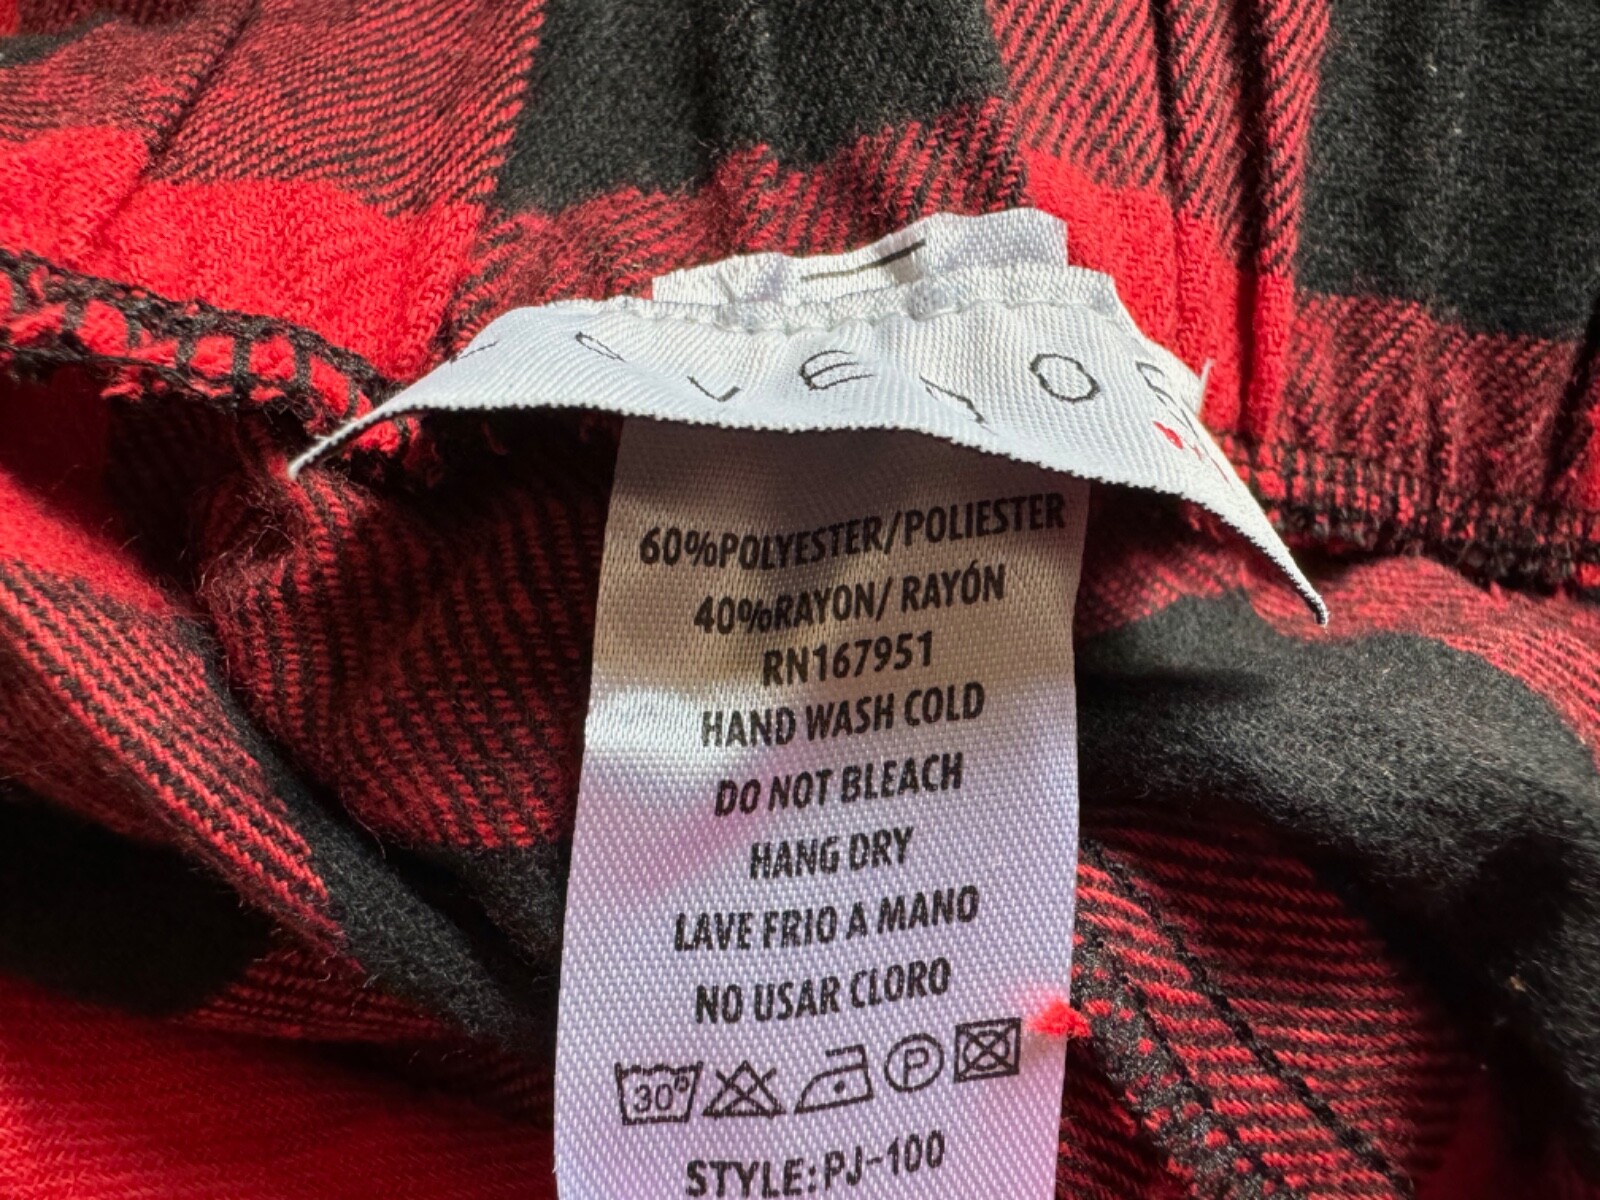 60%POLYESTER/POLIESTER
40%RAYON/ RAYÓN
RN167951
HAND WASH COLD
DO NOT BLEACH
HANG DRY
LAVE FRIO A MANO
NO USAR CLORO
30° P
STYLE:PJ-100